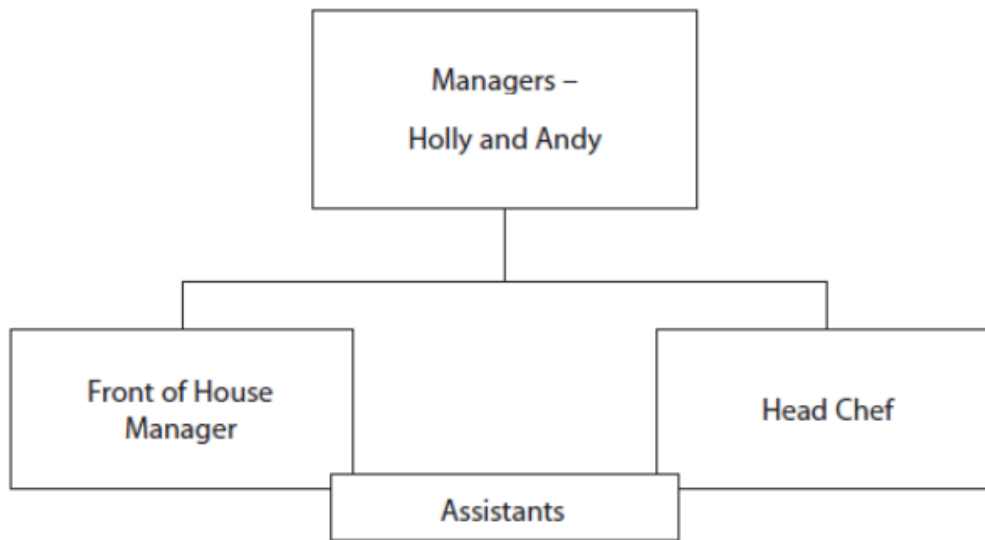 Managers –
Holly and Andy
Front of House
Manager
Head Chef
Assistants